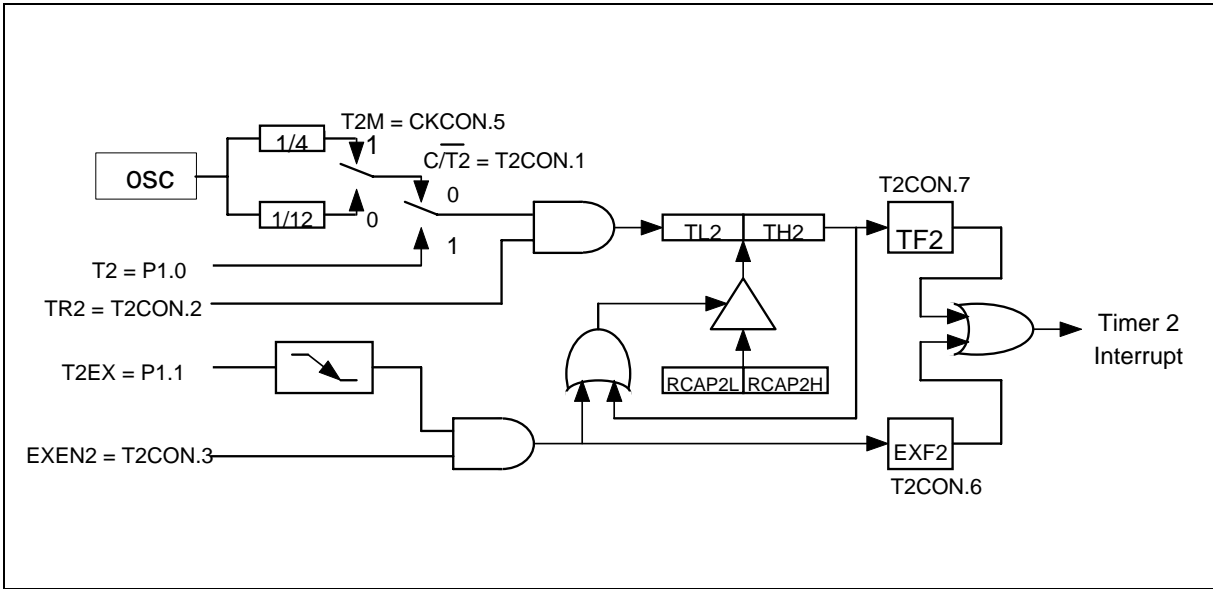 T2M = CKCON.5
1/4
1
C/T2 = T2CON.1
osc
T2CON.7
0
1/12
0
TL2
TH2
TF2
1
T2 = P1.0
TR2 = T2CON.2
Timer 2
Interrupt
T2EX = P1.1
RCAP2L
RCAP2H
EXEN2 = T2CON.3
EXF2
T2CON.6